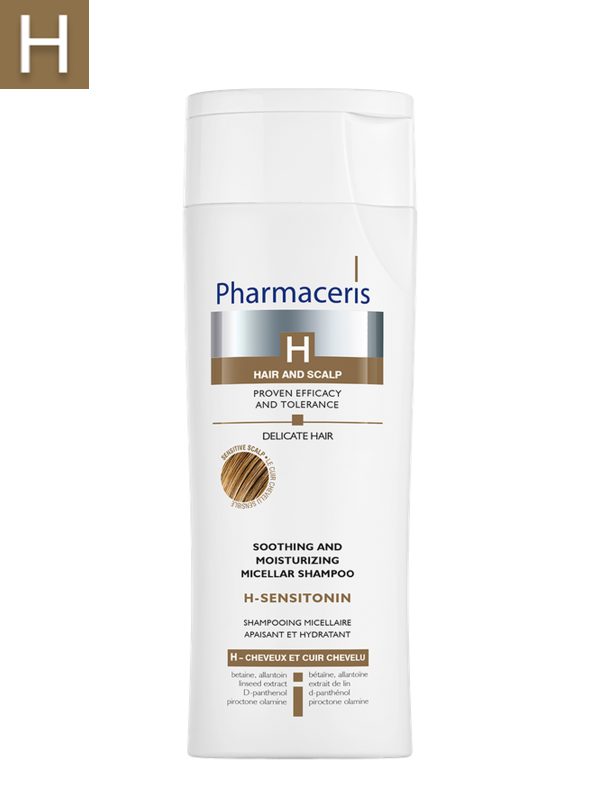 H
Pharmaceris
H
HAIR AND SCALP
PROVEN EFFICACY
AND TOLERANCE
DELICATE HAIR
SENSITIVE SCALP • LE CUIR CHEVELU SENSIBLE
SOOTHING AND
MOISTURIZING
MICELLAR SHAMPOO
H-SENSITONIN
SHAMPOOING MICELLAIRE
APAISANT ET HYDRATANT
H – CHEVEUX ET CUIR CHEVELU
betaine, allantoin
linseed extract
D-panthenol
piroctone olamine
bétaïne, allantoïne
extrait de lin
d-panthénol
piroctone olamine